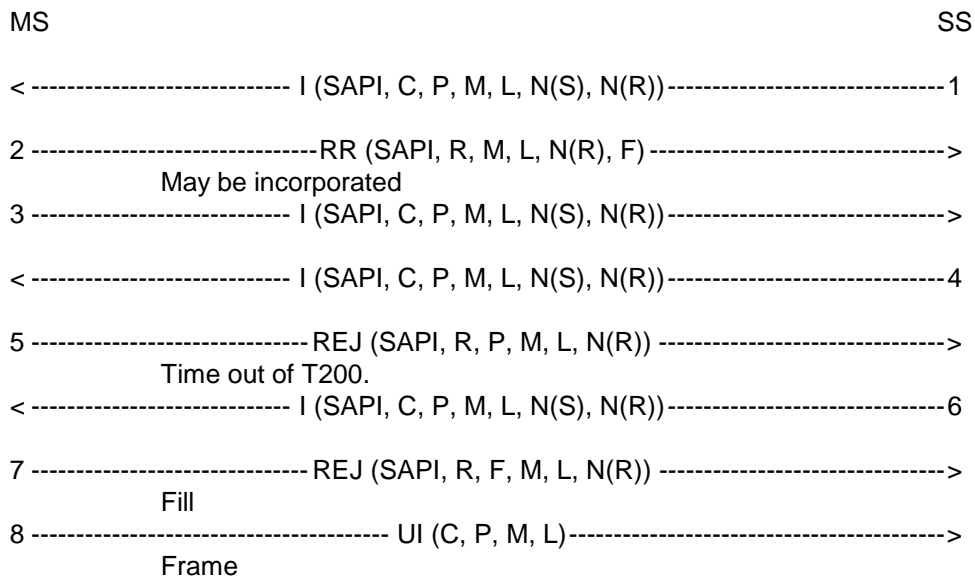 MS SS
< ----------------------------- I (SAPI, C, P, M, L, N(S), N(R))-------------------------------1
2 --------------------------------RR (SAPI, R, M, L, N(R), F) --------------------------------->
May be incorporated
3 ----------------------------- I (SAPI, C, P, M, L, N(S), N(R))------------------------------->
< ----------------------------- I (SAPI, C, P, M, L, N(S), N(R))-------------------------------4
5 -------------------------------REJ (SAPI, R, P, M, L, N(R)) -------------------------------->
Time out of T200.
< ----------------------------- I (SAPI, C, P, M, L, N(S), N(R))-------------------------------6
7 -------------------------------REJ (SAPI, R, F, M, L, N(R)) -------------------------------->
Fill
8 ---------------------------------------- UI (C, P, M, L)------------------------------------------>
Frame